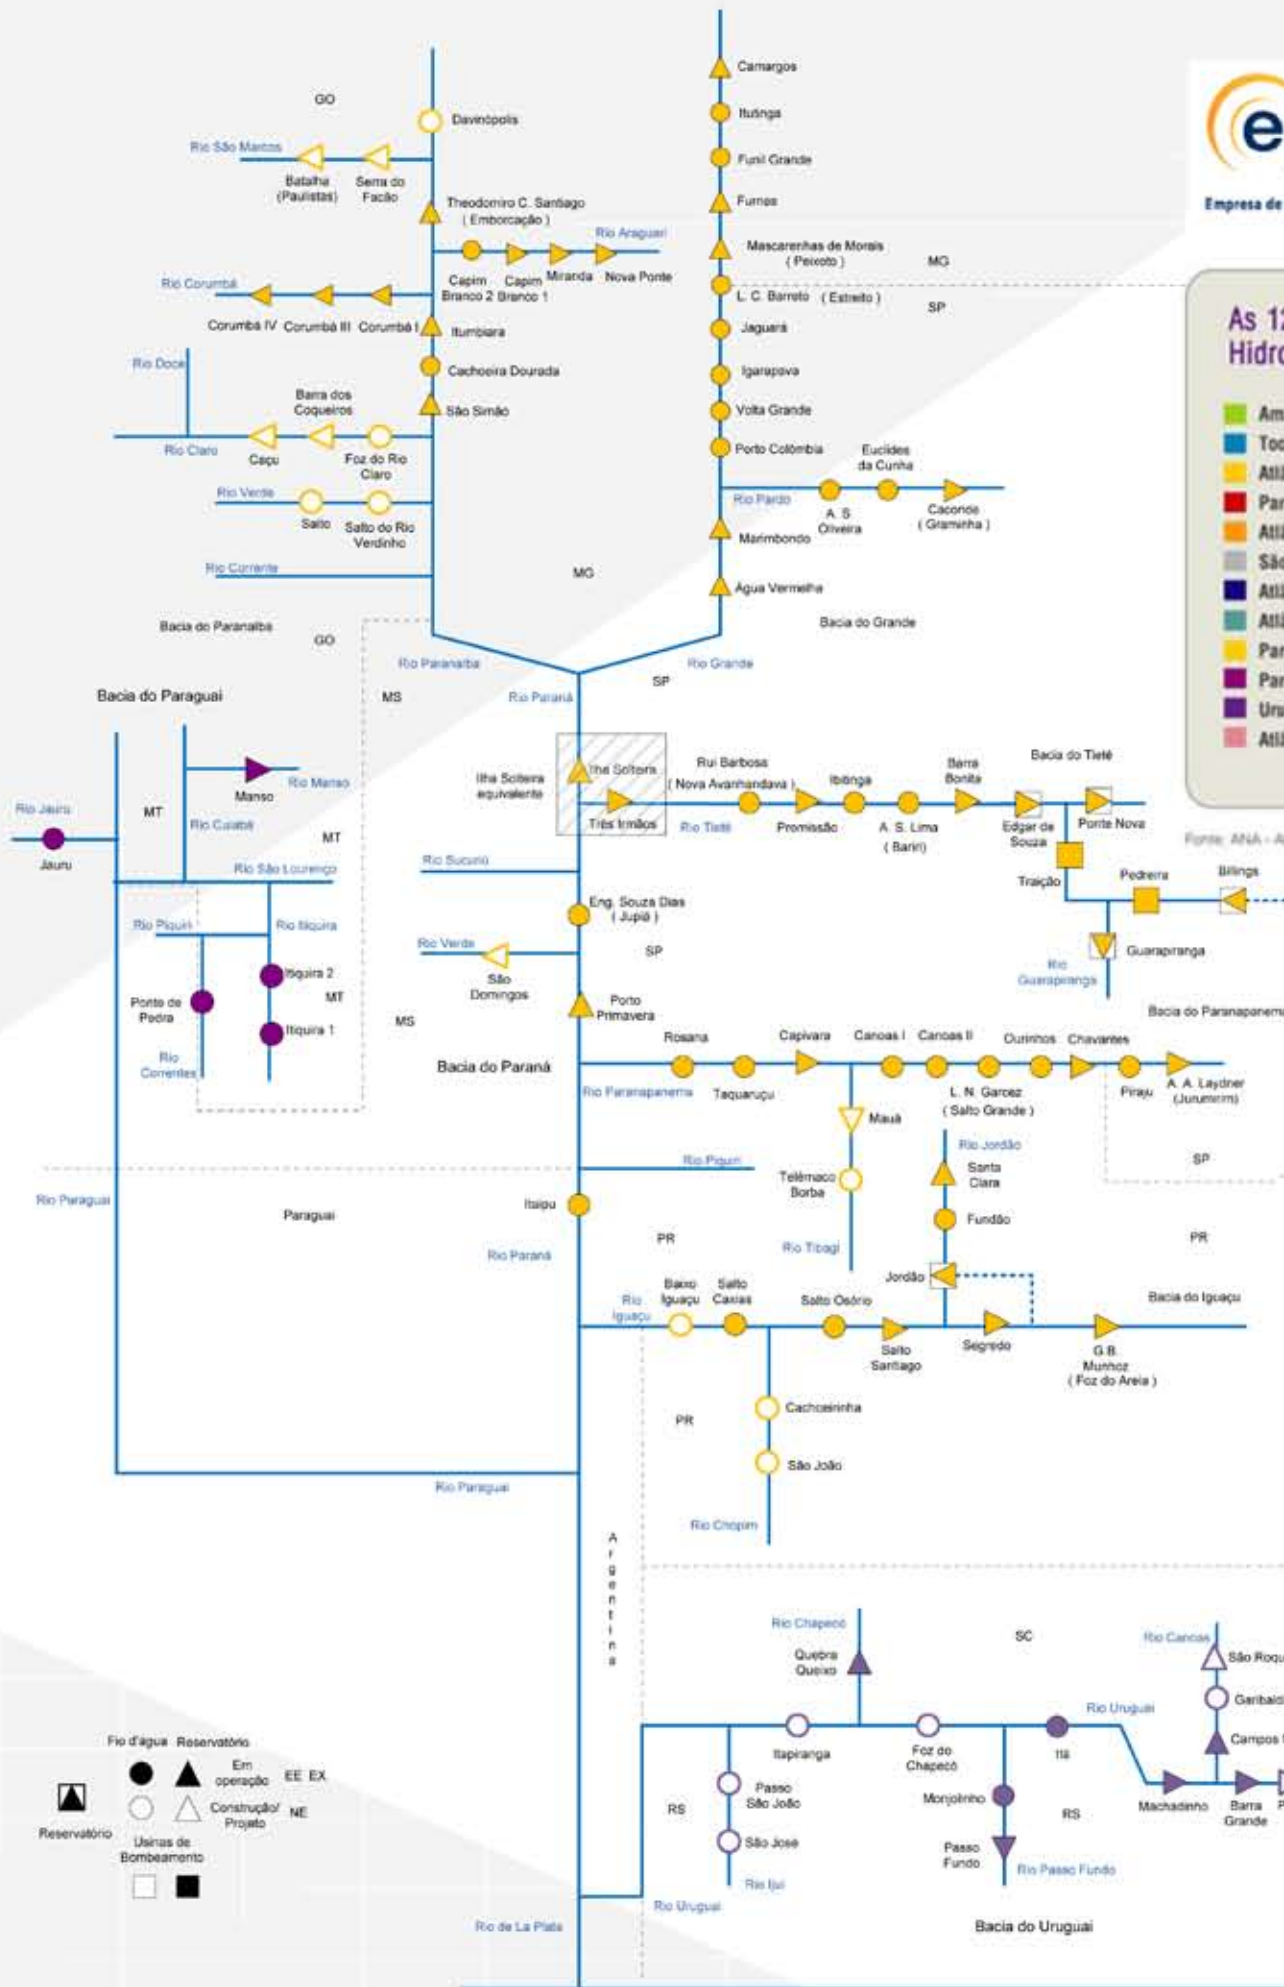 Camargos
GO
Davinópolis
Itutinga
Rio São Marcos
Funil Grande
Batalha
(Paulistas)
Serra do
Facão
Theodomiro C. Santiago
( Emborcação )
Furnas
Empresa de
Rio Araguari
Mascarenhas de Morais
( Peixoto )
MG
Capim
Branco 2
Capim
Branco 1
Miranda
Nova Ponte
Rio Corumbá
L. C. Barreto ( Estreito )
SP
Corumbá IV
Corumbá III
Corumbá I
Itumbiara
Jaguará
As 12
Hidro
Rio Doce
Cachoeira Dourada
Igarapava
Barra dos
Coqueiros
São Simão
Volta Grande
Rio Claro
Caçu
Foz do Rio
Claro
Porto Colômbia
Euclides
da Cunha
Rio Verde
Salto
Salto do Rio
Verdinho
Rio Pardo
A. S.
Oliveira
Caconde
( Graminha )
Marimbondo
Rio Corrente
MG
Água Vermelha
Bacia do Paranaíba
GO
Bacia do Grande
Rio Paranaíba
Rio Grande
SP
Bacia do Paraguai
MS
Rio Paraná
Ilha Solteira
equivalente
Ilha Solteira
Três Irmãos
Rui Barbosa
( Nova Avanhandava )
Ibitinga
Barra
Bonita
Bacia do Tietê
Rio Manso
Manso
Rio Jauru
MT
Rio Cuiabá
MT
Rio Tietê
Promissão
A. S. Lima
( Bariri )
Edgar de
Souza
Ponte Nova
Jauru
Rio São Lourenço
Rio Sucuriú
Traição
Pedreira
Billings
Fonte: ANA - A
Rio Piquiri
Rio Itiquira
Eng. Souza Dias
( Jupiá )
Rio Verde
SP
Guarapiranga
Rio
Guarapiranga
Itiquira 2
São
Domingos
Ponte de
Pedra
MT
Porto
Primavera
MS
Itiquira 1
Bacia do Paranapanema
Rio
Correntes
Bacia do Paraná
Rosana
Capivara
Canoas I
Canoas II
Ourinhos
Chavantes
Rio Paranapanema
Taquaruçu
L. N. Garcez
( Salto Grande )
Piraju
A. A. Laydner
(Jurumirim)
Mauá
Rio Jordão
Rio Piquiri
Telêmaco
Borba
Santa
Clara
SP
Rio Paraguai
Paraguai
Itaipu
Fundão
PR
PR
Rio Paraná
Rio Tibagi
Jordão
Rio
Iguaçu
Baixo
Iguaçu
Salto
Caxias
Salto Osório
Bacia do Iguaçu
Salto
Santiago
Segredo
G.B.
Munhoz
( Foz do Areia )
PR
Cachoeirinha
São João
Rio Paraguai
Rio Chopim
Argentina
Rio Chapecó
SC
Rio Canoas
Quebra
Queixo
São Roqu
Garibald
Rio Uruguai
Campos
Itapiranga
Foz do
Chapecó
Itá
Fio d'água
Reservatório
Em
operação
EE EX
Construção/
Projeto
NE
Reservatório
Usinas de
Bombeamento
RS
Passo
São João
Monjolinho
RS
Machadinho
Barra
Grande
São José
Passo
Fundo
Rio Passo Fundo
Rio Ijuí
Rio Uruguai
Rio de La Plata
Bacia do Uruguai